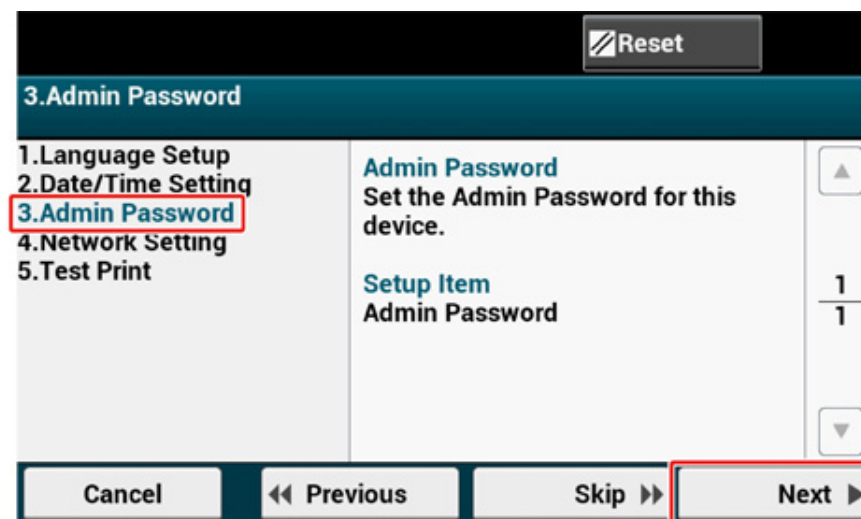 Reset
3.Admin Password
1.Language Setup
2.Date/Time Setting
3.Admin Password
4.Network Setting
5.Test Print
Admin Password
Set the Admin Password for this
device.
Setup Item
Admin Password
1
1
Cancel
Previous
Skip
Next